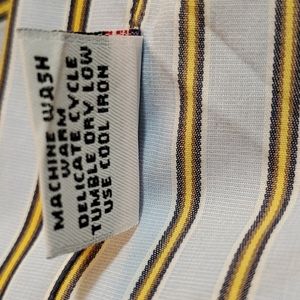 MACHINE WASH
WARM
DELICATE CYCLE
TUMBLE DRY LOW
USE COOL IRON